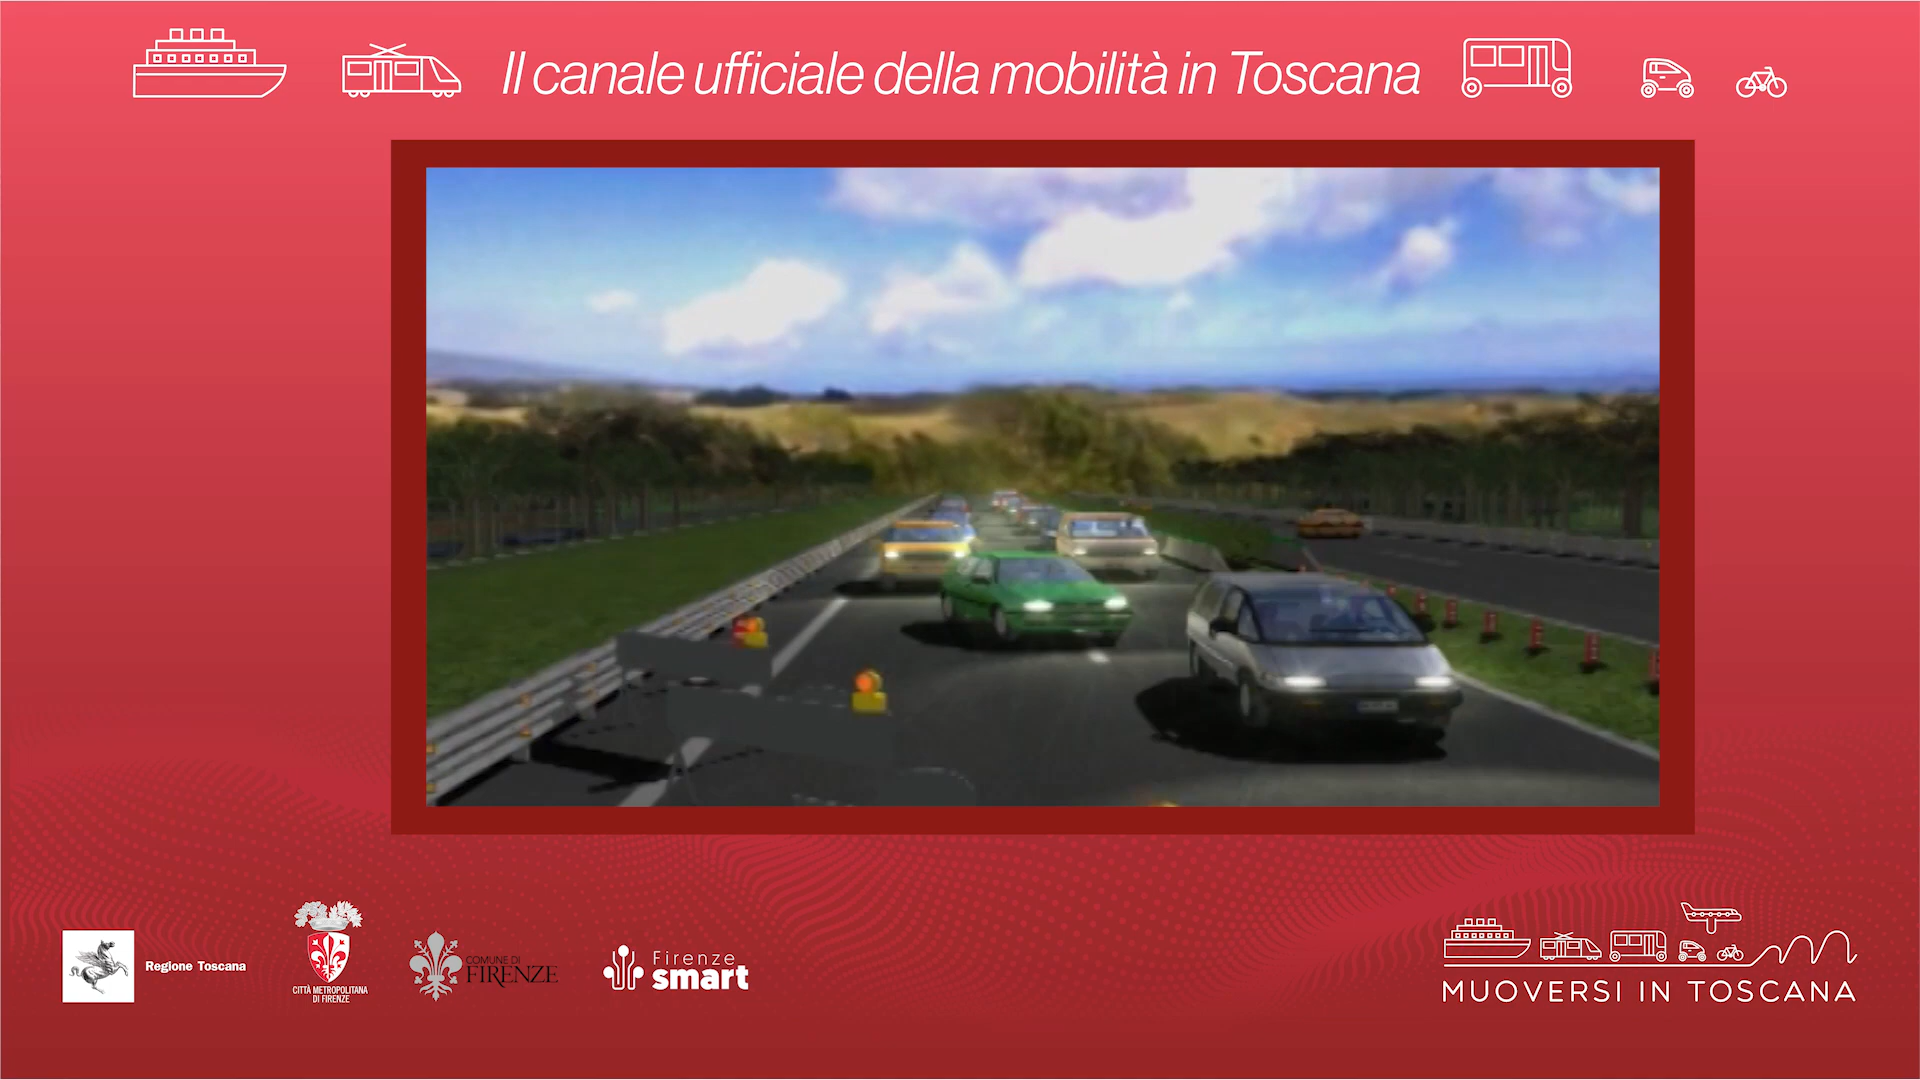 Il canale ufficiale della mobilità in Toscana
Regione Toscana
CITTÀ METROPOLITANA
DI FIRENZE
COMUNE DI
FIRENZE
Firenze
smart
MUOVERSI IN TOSCANA